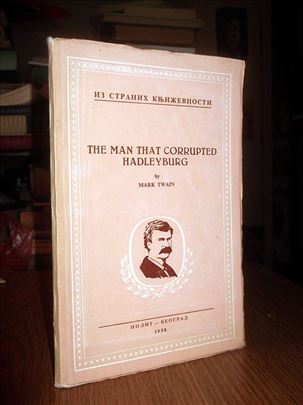 ИЗ СТРАНИХ КЊИЖЕВНОСТИ
THE MAN THAT CORRUPTED
HADLEYBURG
by
MARK TWAIN
НОЛИТ — БЕОГРАД
1958